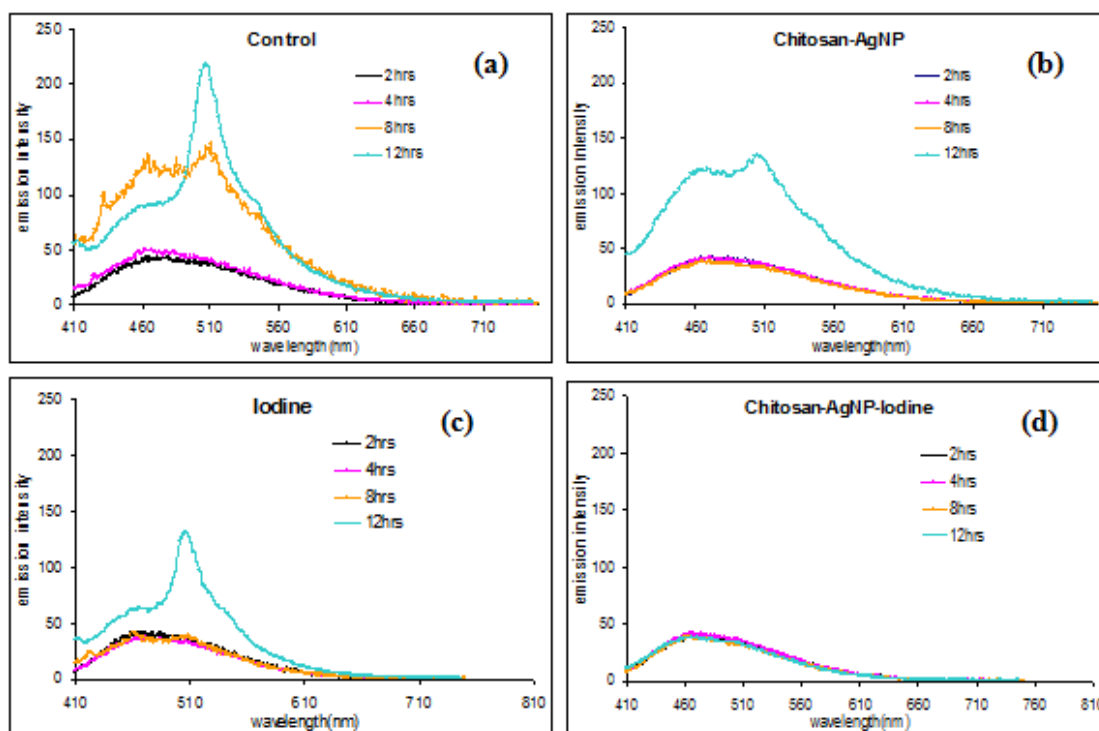 Control
(a)
2hrs
4hrs
8hrs
12hrs
emission intensity
250
200
150
100
50
0
410 460 510 560 610 660 710
wavelength(nm)
Chitosan-AgNP
(b)
2hrs
4hrs
8hrs
12hrs
emission intensity
250
200
150
100
50
0
410 460 510 560 610 660 710
wavelength(nm)
Iodine
(c)
2hrs
4hrs
8hrs
12hrs
emission intensity
250
200
150
100
50
0
410 510 610 710 810
wavelength(nm)
Chitosan-AgNP-Iodine
(d)
2hrs
4hrs
8hrs
12hrs
emission intensity
250
200
150
100
50
0
410 460 510 560 610 660 710 760 810
wavelength(nm)